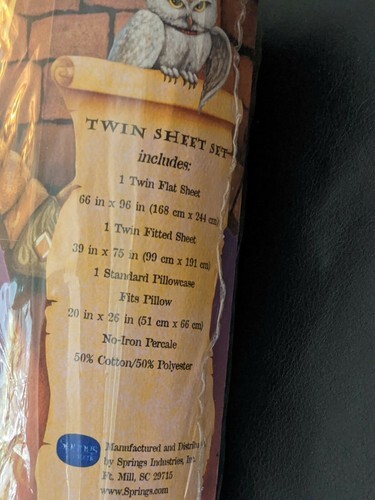 TWIN SHEET SET
includes:
1 Twin Flat Sheet
66 in x 96 in (168 cm x 244 cm)
1 Twin Fitted Sheet
39 in x 75 in (99 cm x 191 cm)
1 Standard Pillowcase
Fits Pillow
20 in x 26 in (51 cm x 66 cm)
No-Iron Percale
50% Cotton/50% Polyester
Manufactured and Distribu
by Springs Industries, In
Ft. Mill, SC 29715
www.Springs.com